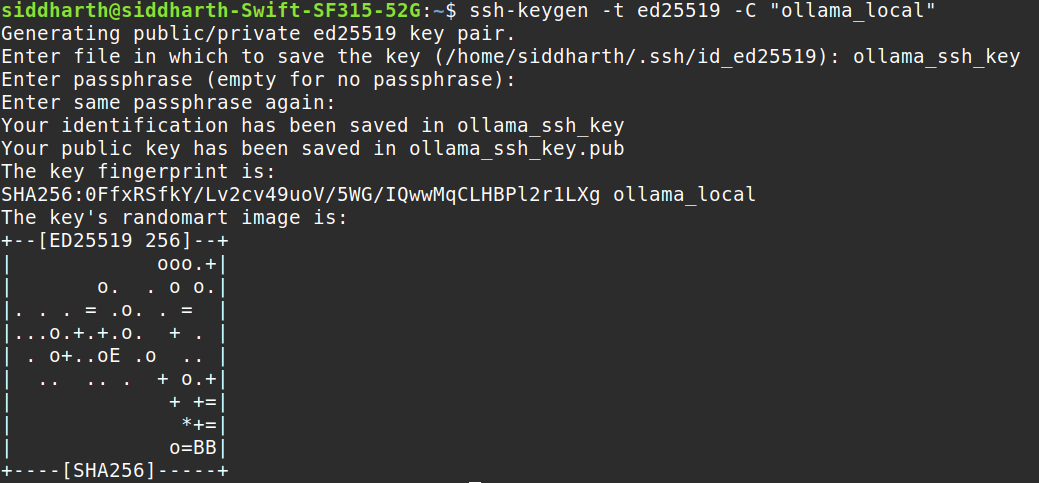 siddharth@siddharth-Swift-SF315-52G:~$ ssh-keygen -t ed25519 -C "ollama_local"
Generating public/private ed25519 key pair.
Enter file in which to save the key (/home/siddharth/.ssh/id_ed25519): ollama_ssh_key
Enter passphrase (empty for no passphrase):
Enter same passphrase again:
Your identification has been saved in ollama_ssh_key
Your public key has been saved in ollama_ssh_key.pub
The key fingerprint is:
SHA256:0FfxRSfkY/Lv2cv49uoV/5WG/IQwwMqCLHBPl2r1LXg ollama_local
The key's randomart image is:
+--[ED25519 256]--+
|            ooo.+|
|       o.  . o o.|
|. . . = .o. . =  |
|...o.+.+.o.  + . |
| . o+..oE .o  .. |
|  ..  .. .  + o.+|
|             + +=|
|              *+=|
|             o=BB|
+----[SHA256]-----+